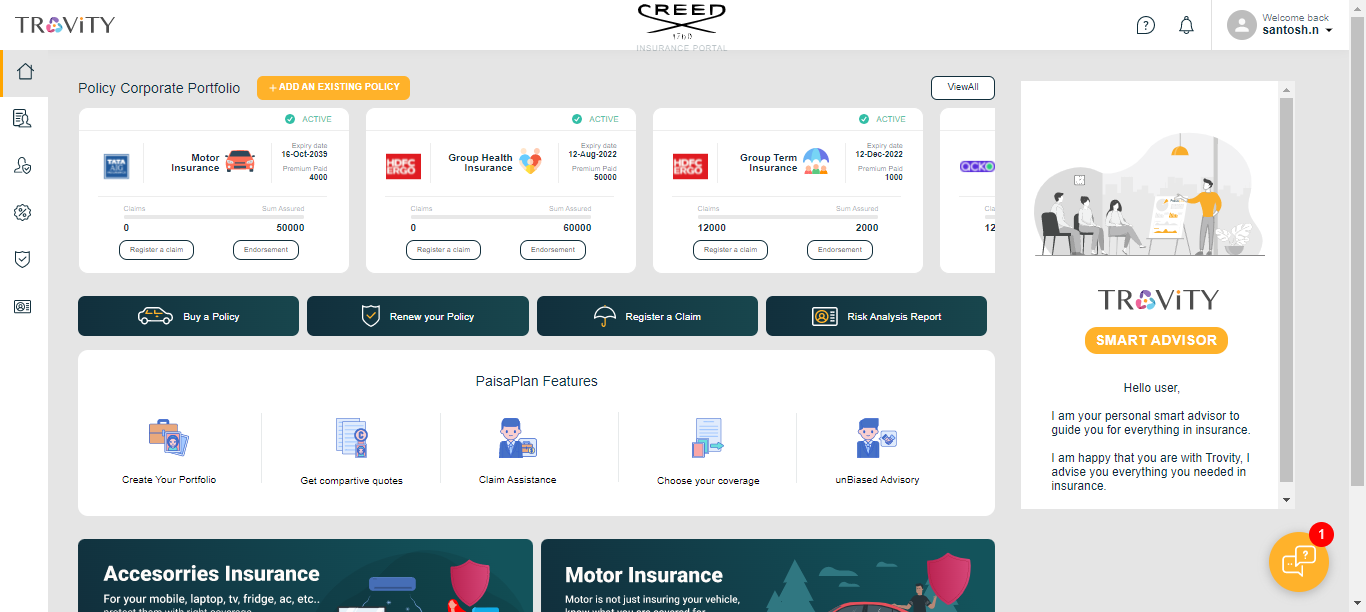 TROViTY
CREED
1760
INSURANCE PORTAL
?
Welcome back
santosh.n
Policy Corporate Portfolio
+ ADD AN EXISTING POLICY
ViewAll
ACTIVE
TATA
AIG
Motor
Insurance
Expiry date
16-Oct-2039
Premium Paid
4000
Claims
Sum Assured
0
50000
Register a claim
Endorsement
ACTIVE
HDFC
ERGO
Group Health
Insurance
Expiry date
12-Aug-2022
Premium Paid
50000
Claims
Sum Assured
0
60000
Register a claim
Endorsement
ACTIVE
HDFC
ERGO
Group Term
Insurance
Expiry date
12-Dec-2022
Premium Paid
1000
Claims
Sum Assured
12000
2000
Register a claim
Endorsement
ACKO
Cla
12
Buy a Policy
Renew your Policy
Register a Claim
Risk Analysis Report
PaisaPlan Features
Create Your Portfolio
Get compartive quotes
Claim Assistance
Choose your coverage
unBiased Advisory
Accesorries Insurance
For your mobile, laptop, tv, fridge, ac, etc..
protect them with right coverage
Motor Insurance
Motor is not just insuring your vehicle,
know what you are covered for
TROViTY
SMART ADVISOR
Hello user,
I am your personal smart advisor to
guide you for everything in insurance.
I am happy that you are with Trovity, I
advise you everything you needed in
insurance.
1
?